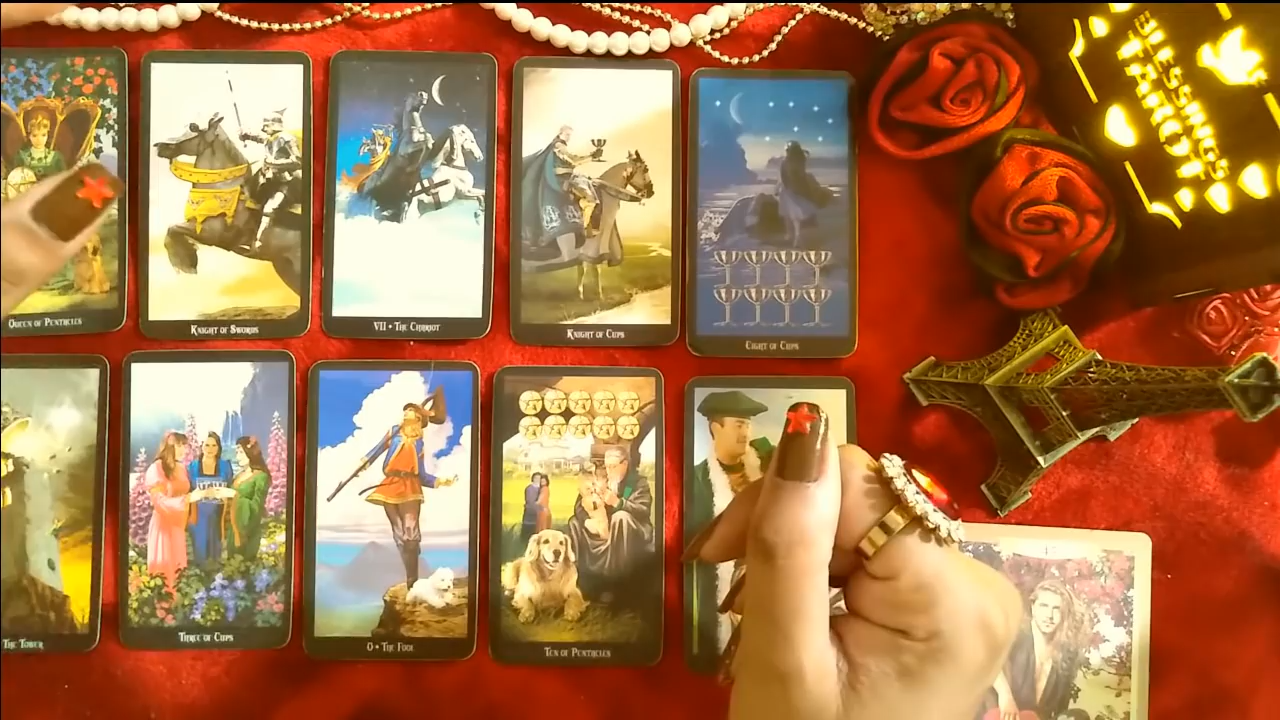 QUEEN OF PENTACLES
KNIGHT OF SWORDS
VII • THE CHARIOT
KNIGHT OF CUPS
EIGHT OF CUPS
THE TOWER
THREE OF CUPS
0 • THE FOOL
TEN OF PENTACLES
BLESSINGS
TAROT